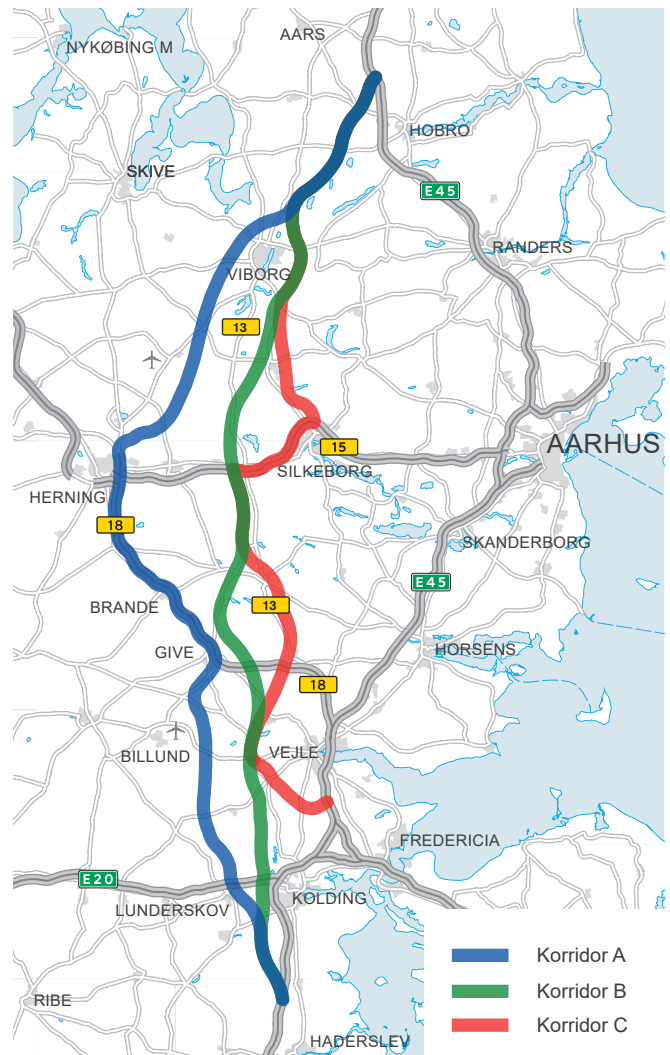 AARS
NYKØBING M
HOBRO
SKIVE
E45
RANDERS
VIBORG
13
AARHUS
15
SILKEBORG
HERNING
18
SKANDERBORG
E45
BRANDE
13
HORSENS
GIVE
18
VEJLE
BILLUND
FREDERICIA
E20
KOLDING
LUNDERSKOV
Korridor A
Korridor B
RIBE
Korridor C
HADERSLEV